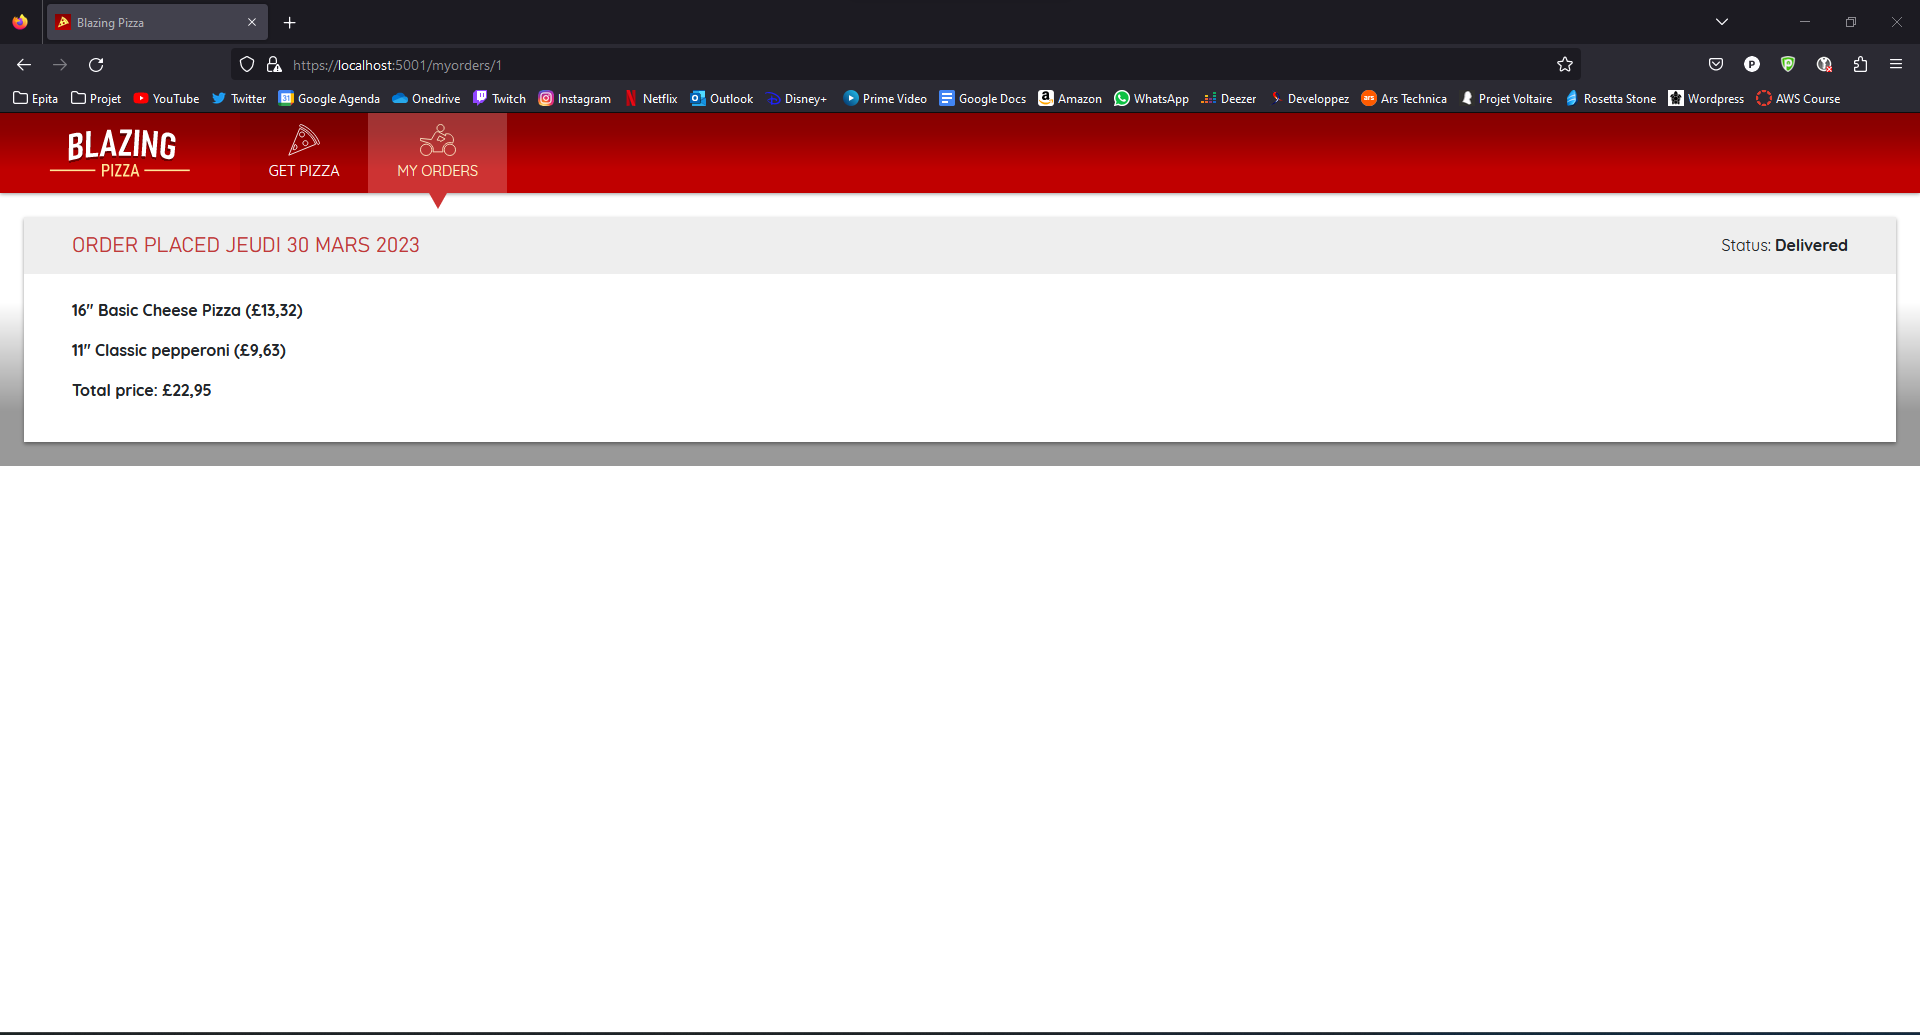 Blazing Pizza
https://localhost:5001/myorders/1
Epita Projet YouTube Twitter Google Agenda Onedrive Twitch Instagram Netflix Outlook Disney+ Prime Video Google Docs Amazon WhatsApp Deezer Developpez Ars Technica Projet Voltaire Rosetta Stone Wordpress AWS Course
BLAZING
PIZZA
GET PIZZA MY ORDERS
ORDER PLACED JEUDI 30 MARS 2023 Status: Delivered
16" Basic Cheese Pizza (£13,32)
11" Classic pepperoni (£9,63)
Total price: £22,95